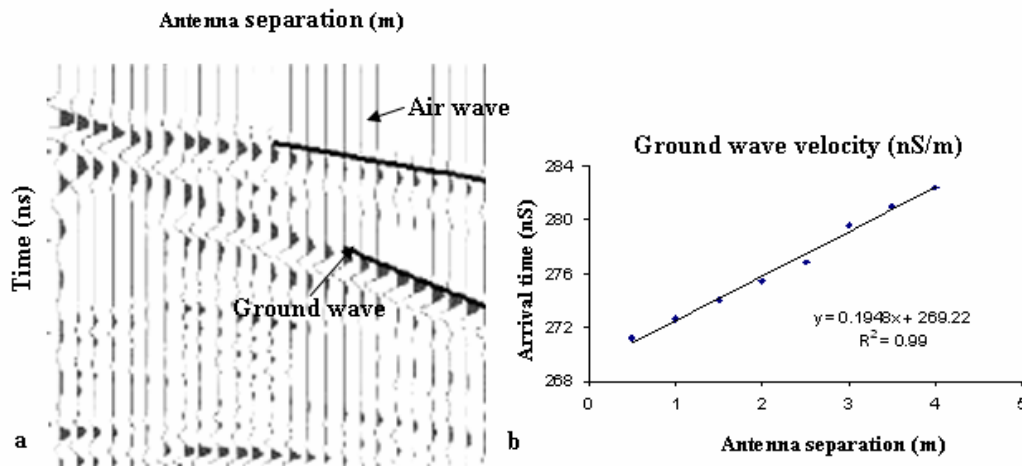 Antenna separation (m)
Air wave
Time (ns)
Ground wave
a
Ground wave velocity (nS/m)
284
280
276
272
268
Arrival time (nS)
y = 0.1948x + 269.22
R² = 0.99
0 1 2 3 4 5
b
Antenna separation (m)